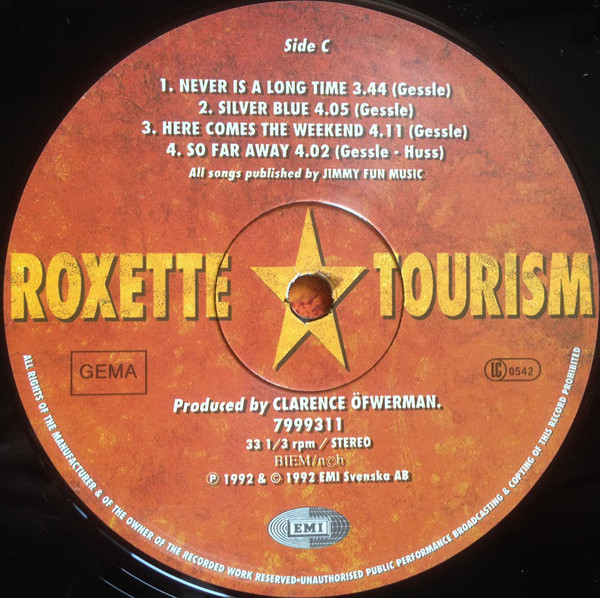 Side C
1. NEVER IS A LONG TIME 3.44 (Gessle)
2. SILVER BLUE 4.05 (Gessle)
3. HERE COMES THE WEEKEND 4.11 (Gessle)
4. SO FAR AWAY 4.02 (Gessle - Huss)
All songs published by JIMMY FUN MUSIC
ROXETTE TOURISM
GEMA
LC 0542
Produced by CLARENCE ÖFWERMAN.
7999311
33 1/3 rpm / STEREO
BIEM/n©b
℗ 1992 & © 1992 EMI Svenska AB
EMI
ALL RIGHTS OF THE MANUFACTURER & OF THE OWNER OF THE RECORDED WORK RESERVED•UNAUTHORISED PUBLIC PERFORMANCE BROADCASTING & COPYING OF THIS RECORD PROHIBITED